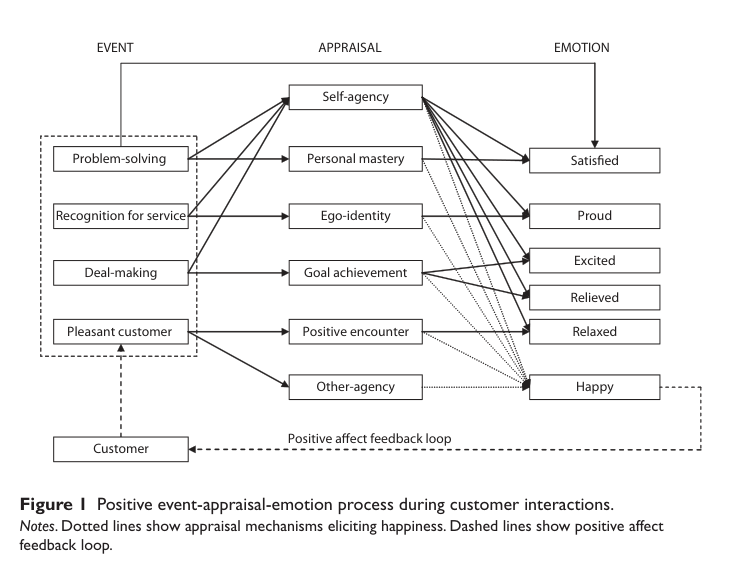 EVENT APPRAISAL EMOTION
Self-agency
Problem-solving Personal mastery Satisfied
Recognition for service Ego-identity Proud
Excited
Deal-making Goal achievement
Relieved
Pleasant customer Positive encounter Relaxed
Other-agency Happy
Positive affect feedback loop
Customer
Figure 1 Positive event-appraisal-emotion process during customer interactions.
Notes. Dotted lines show appraisal mechanisms eliciting happiness. Dashed lines show positive affect
feedback loop.